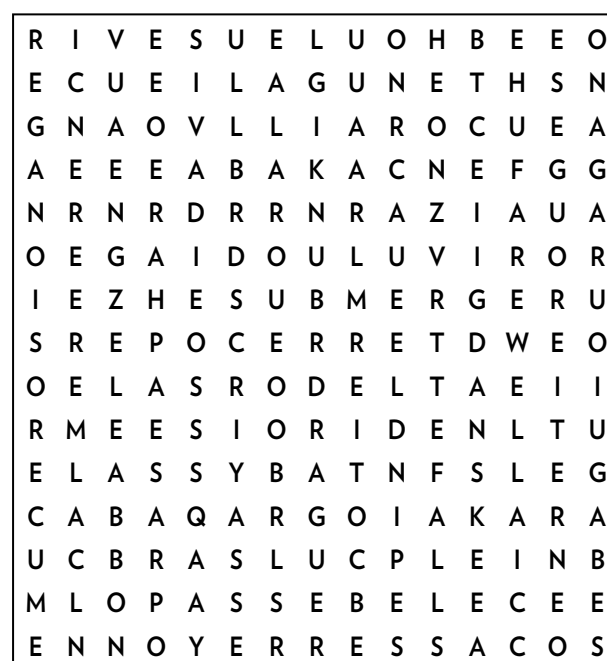 R I V E S U E L U O H B E E O
E C U E I L A G U N E T H S N
G N A O V L L I A R O C U E A
A E E E A B A K A C N E F G G
N R N R D R R N R A Z I A U A
O E G A I D O U L U V I R O R
I E Z H E S U B M E R G E R U
S R E P O C E R R E T D W E O
O E L A S R O D E L T A E I I
R M E E S I O R I D E N L T U
E L A S S Y B A T N F S L E G
C A B A Q A R G O I A K A R A
U C B R A S L U C P L E I N B
M L O P A S S E B E L E C E E
E N N O Y E R R E S S A C O S